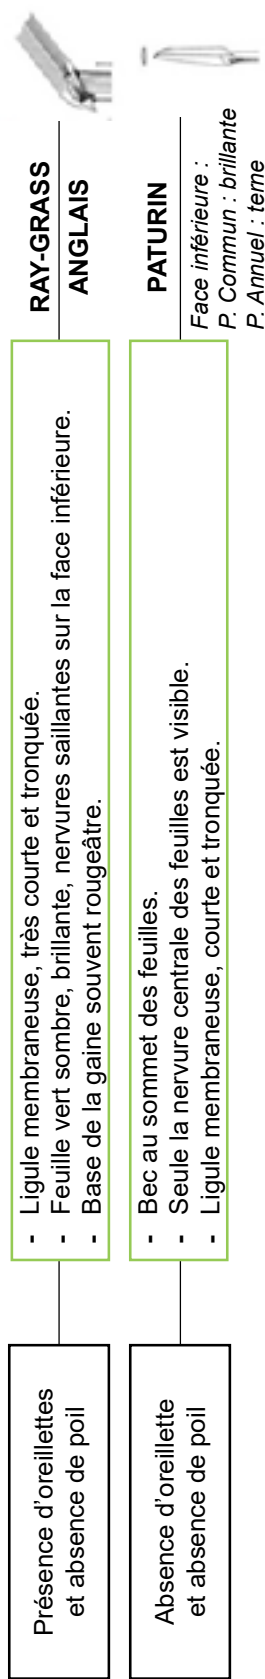 Présence d'oreillettes
et absence de poil
- Ligule membraneuse, très courte et tronquée.
- Feuille vert sombre, brillante, nervures saillantes sur la face inférieure.
- Base de la gaine souvent rougeâtre.
RAY-GRASS
ANGLAIS
Absence d'oreillette
et absence de poil
- Bec au sommet des feuilles.
- Seule la nervure centrale des feuilles est visible.
- Ligule membraneuse, courte et tronquée.
PATURIN
Face inférieure :
P. Commun : brillante
P. Annuel : terne